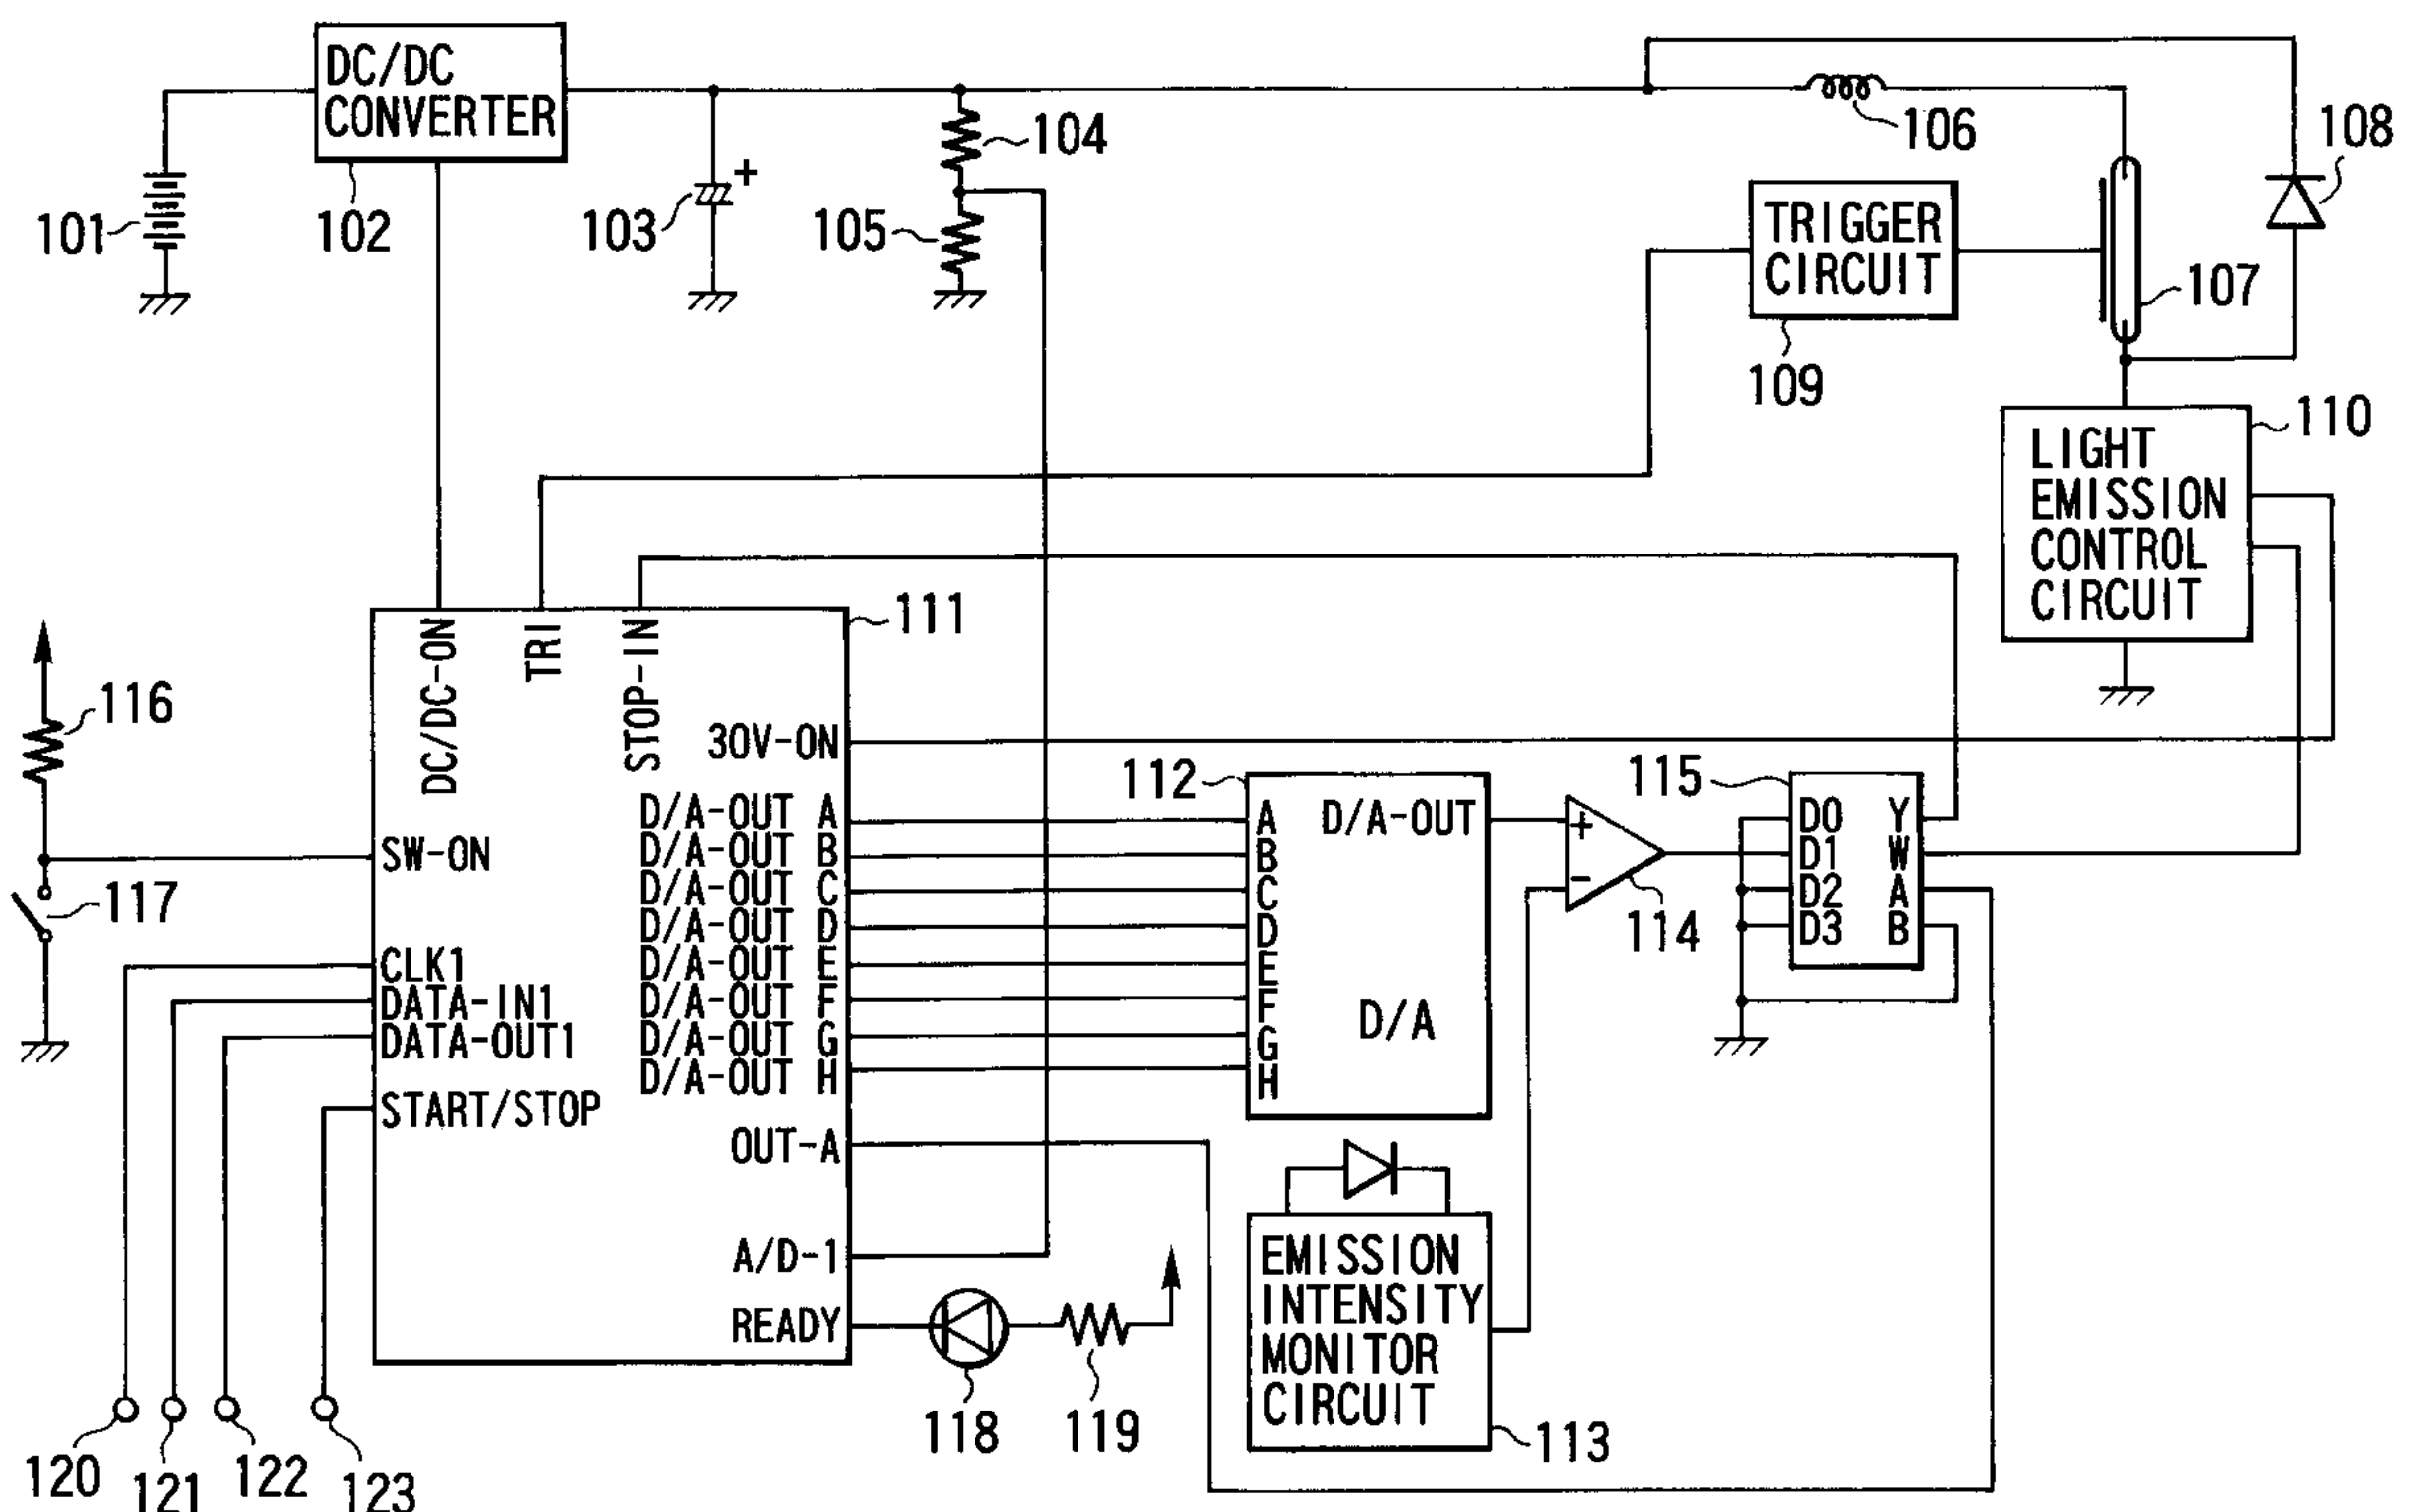 DC/DC
CONVERTER
101
102
103
+
104
105
106
108
TRIGGER
CIRCUIT
107
109
110
LIGHT
EMISSION
CONTROL
CIRCUIT
111
116
117
DC/DC-ON
TRI
STOP-IN
30V-ON
SW-ON
CLK1
DATA-IN1
DATA-OUT1
START/STOP
D/A-OUT A
D/A-OUT B
D/A-OUT C
D/A-OUT D
D/A-OUT E
D/A-OUT F
D/A-OUT G
D/A-OUT H
OUT-A
A/D-1
READY
112
A
B
C
D
E
F
G
H
D/A-OUT
D/A
+
-
114
115
D0 Y
D1 W
D2 A
D3 B
EMISSION
INTENSITY
MONITOR
CIRCUIT
113
118
119
120
121
122
123